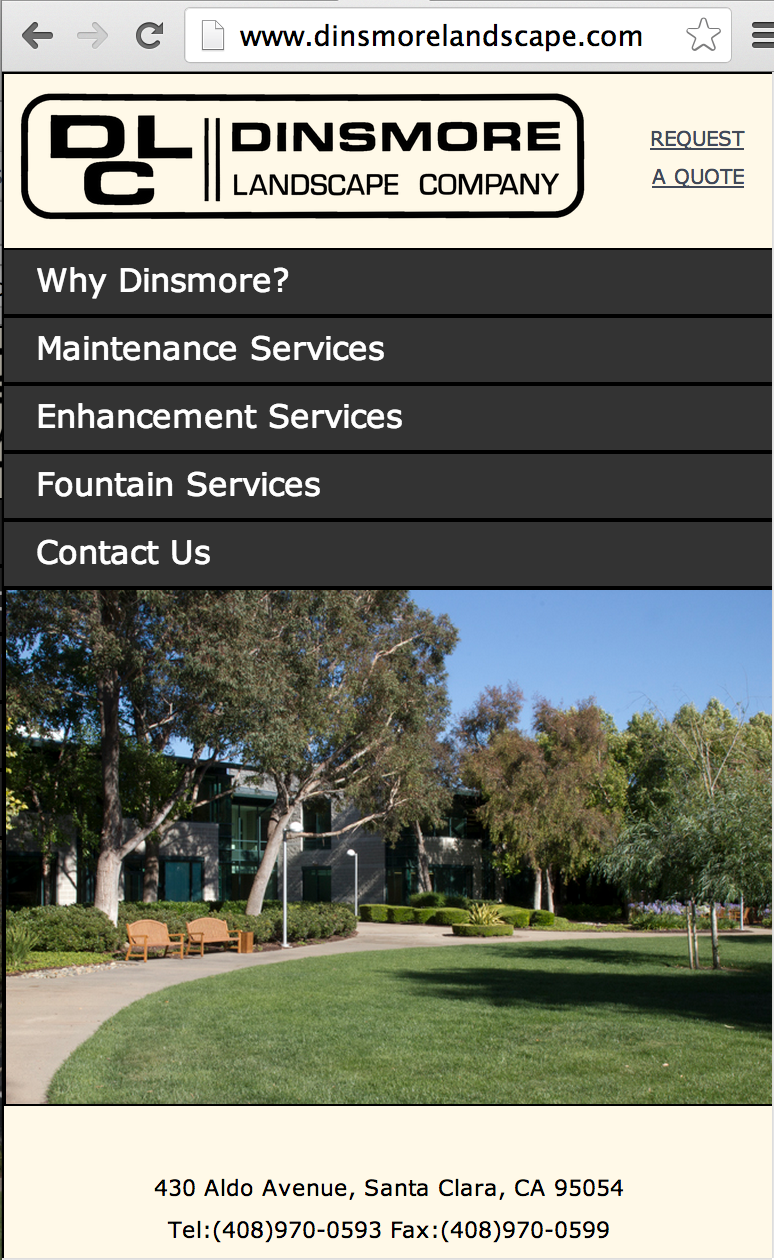 www.dinsmorelandscape.com
DLC
DINSMORE
LANDSCAPE COMPANY
REQUEST
A QUOTE
Why Dinsmore?
Maintenance Services
Enhancement Services
Fountain Services
Contact Us
430 Aldo Avenue, Santa Clara, CA 95054
Tel:(408)970-0593 Fax:(408)970-0599